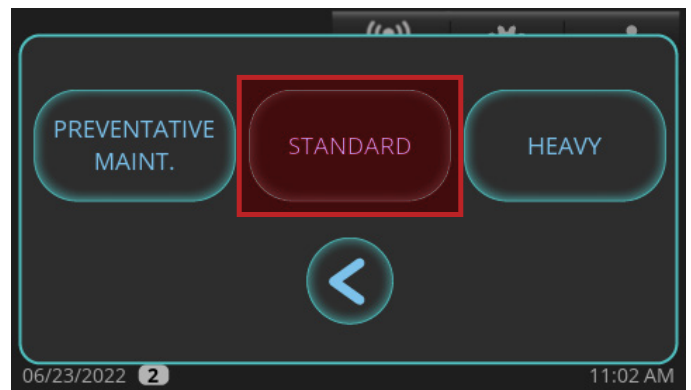 PREVENTATIVE
MAINT.
STANDARD
HEAVY
06/23/2022 2
11:02 AM